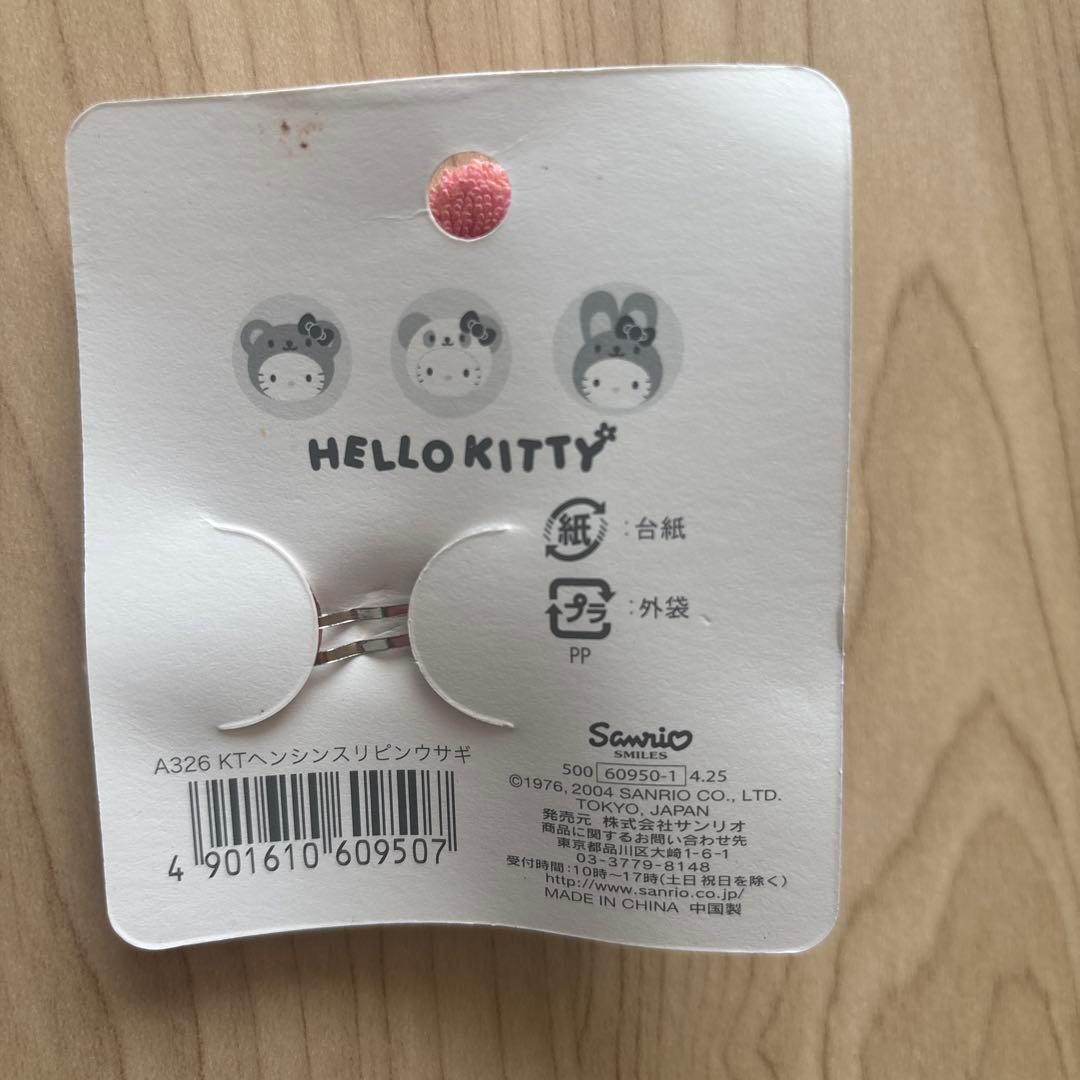 HELLO KITTY
紙 :台紙
プラ :外袋
PP
A326 KTヘンシンスリピンウサギ
4 901610 609507
Sanrio
SMILES
500 60950-1 4.25
©1976, 2004 SANRIO CO., LTD.
TOKYO, JAPAN
発売元 株式会社サンリオ
商品に関するお問い合わせ先
東京都品川区大崎1-6-1
03-3779-8148
受付時間:10時~17時(土日祝日を除く)
http://www.sanrio.co.jp/
MADE IN CHINA 中国製